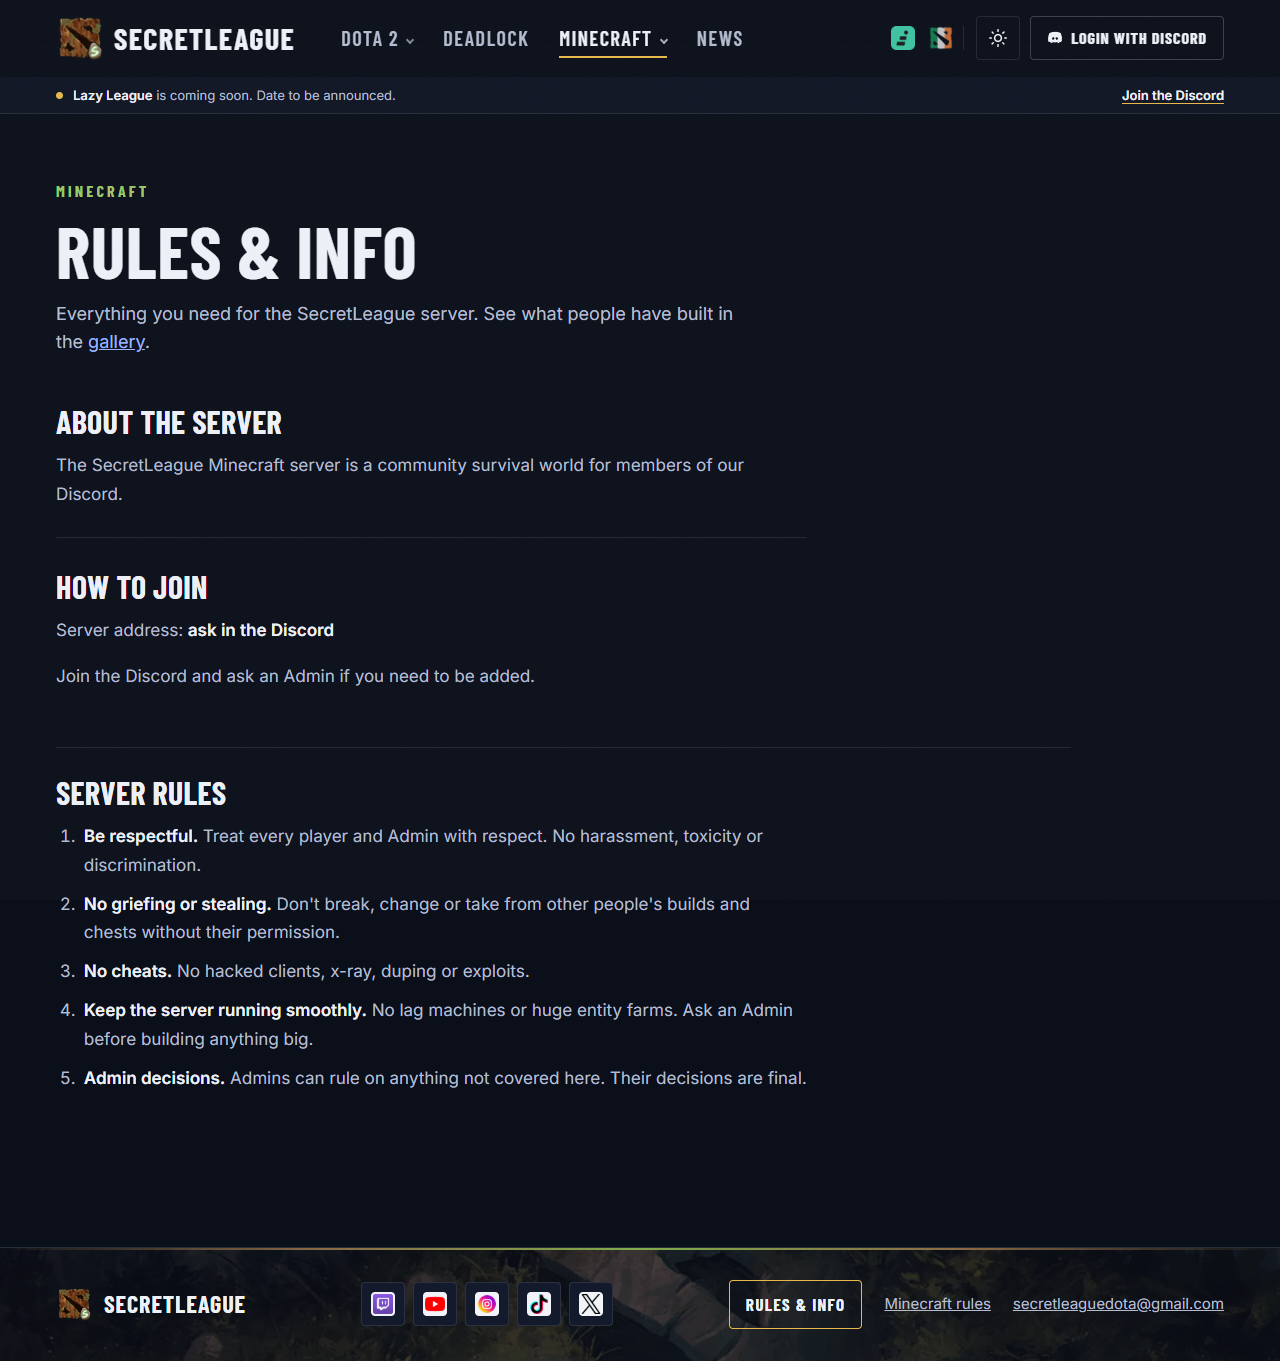 SECRETLEAGUE
DOTA 2
DEADLOCK
MINECRAFT
NEWS
LOGIN WITH DISCORD
Lazy League is coming soon. Date to be announced.
Join the Discord
MINECRAFT
RULES & INFO
Everything you need for the SecretLeague server. See what people have built in
the gallery.
ABOUT THE SERVER
The SecretLeague Minecraft server is a community survival world for members of our
Discord.
HOW TO JOIN
Server address: ask in the Discord
Join the Discord and ask an Admin if you need to be added.
SERVER RULES
1. Be respectful. Treat every player and Admin with respect. No harassment, toxicity or
discrimination.
2. No griefing or stealing. Don't break, change or take from other people's builds and
chests without their permission.
3. No cheats. No hacked clients, x-ray, duping or exploits.
4. Keep the server running smoothly. No lag machines or huge entity farms. Ask an Admin
before building anything big.
5. Admin decisions. Admins can rule on anything not covered here. Their decisions are final.
SECRETLEAGUE
RULES & INFO
Minecraft rules
secretleaguedota@gmail.com